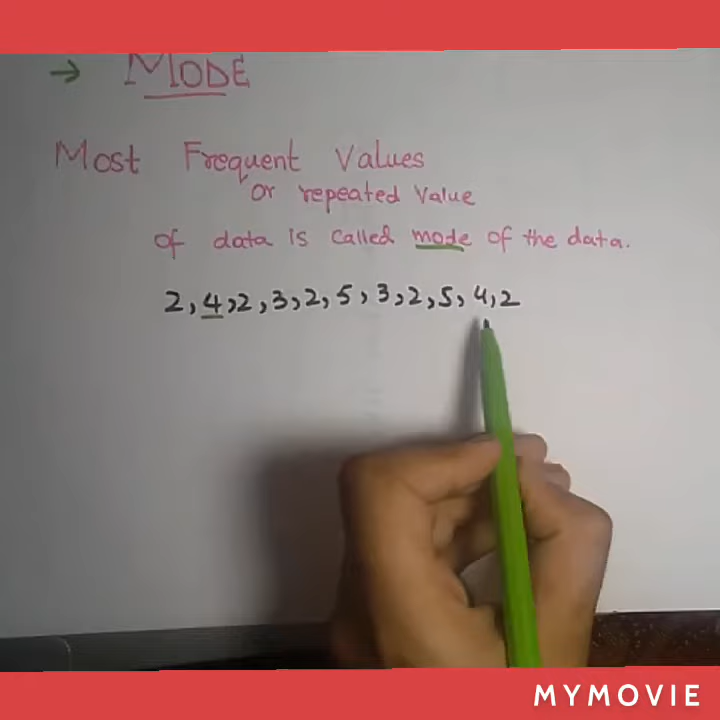 → MODE
Most Frequent Values
or repeated Value
of data is called mode of the data.
2, 4, 2, 3, 2, 5, 3, 2, 5, 4, 2
MYMOVIE